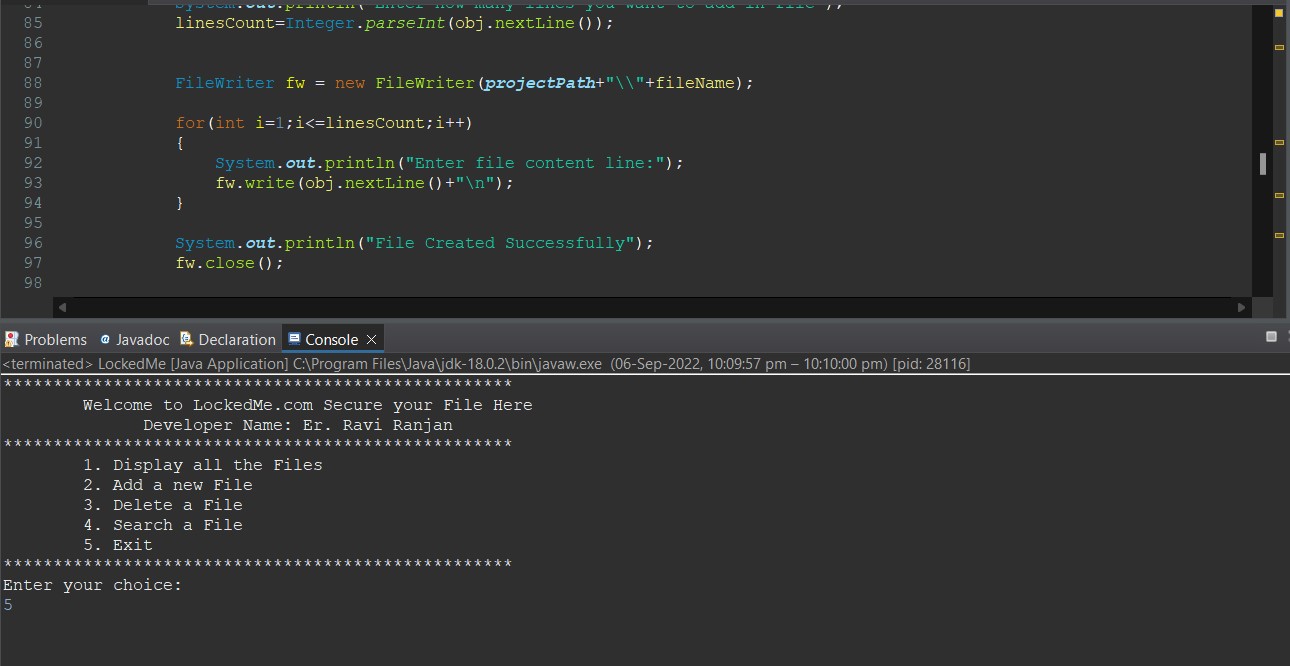 84 System.out.println("Enter how many lines you want to add in file");
85 linesCount=Integer.parseInt(obj.nextLine());
86
87
88 FileWriter fw = new FileWriter(projectPath+"\\"+fileName);
89
90 for(int i=1;i<=linesCount;i++)
91 {
92 System.out.println("Enter file content line:");
93 fw.write(obj.nextLine()+"\n");
94 }
95
96 System.out.println("File Created Successfully");
97 fw.close();
98
Problems Javadoc Declaration Console
<terminated> LockedMe [Java Application] C:\Program Files\Java\jdk-18.0.2\bin\javaw.exe (06-Sep-2022, 10:09:57 pm – 10:10:00 pm) [pid: 28116]
***************************************************
Welcome to LockedMe.com Secure your File Here
Developer Name: Er. Ravi Ranjan
***************************************************
1. Display all the Files
2. Add a new File
3. Delete a File
4. Search a File
5. Exit
***************************************************
Enter your choice:
5